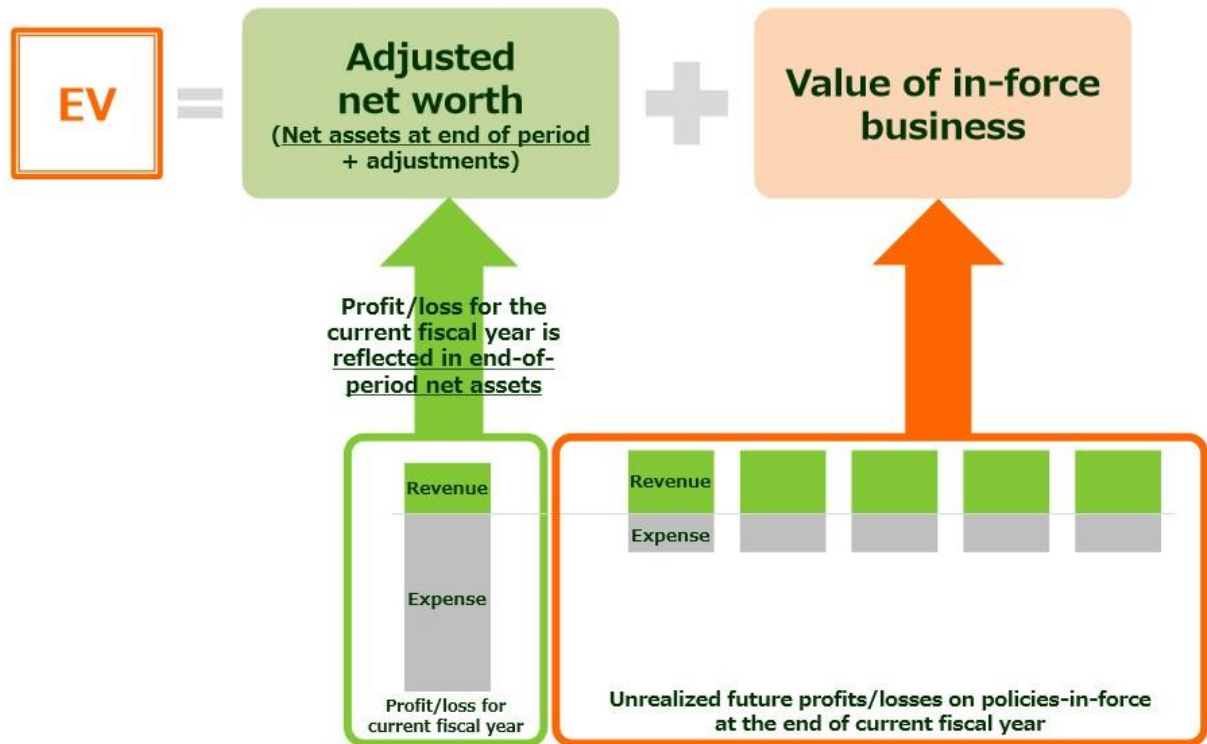 EV
=
Adjusted
net worth
(Net assets at end of period
+ adjustments)
+
Value of in-force
business
Profit/loss for the
current fiscal year is
reflected in end-of-
period net assets
Revenue
Expense
Profit/loss for
current fiscal year
Revenue
Expense
Unrealized future profits/losses on policies-in-force
at the end of current fiscal year